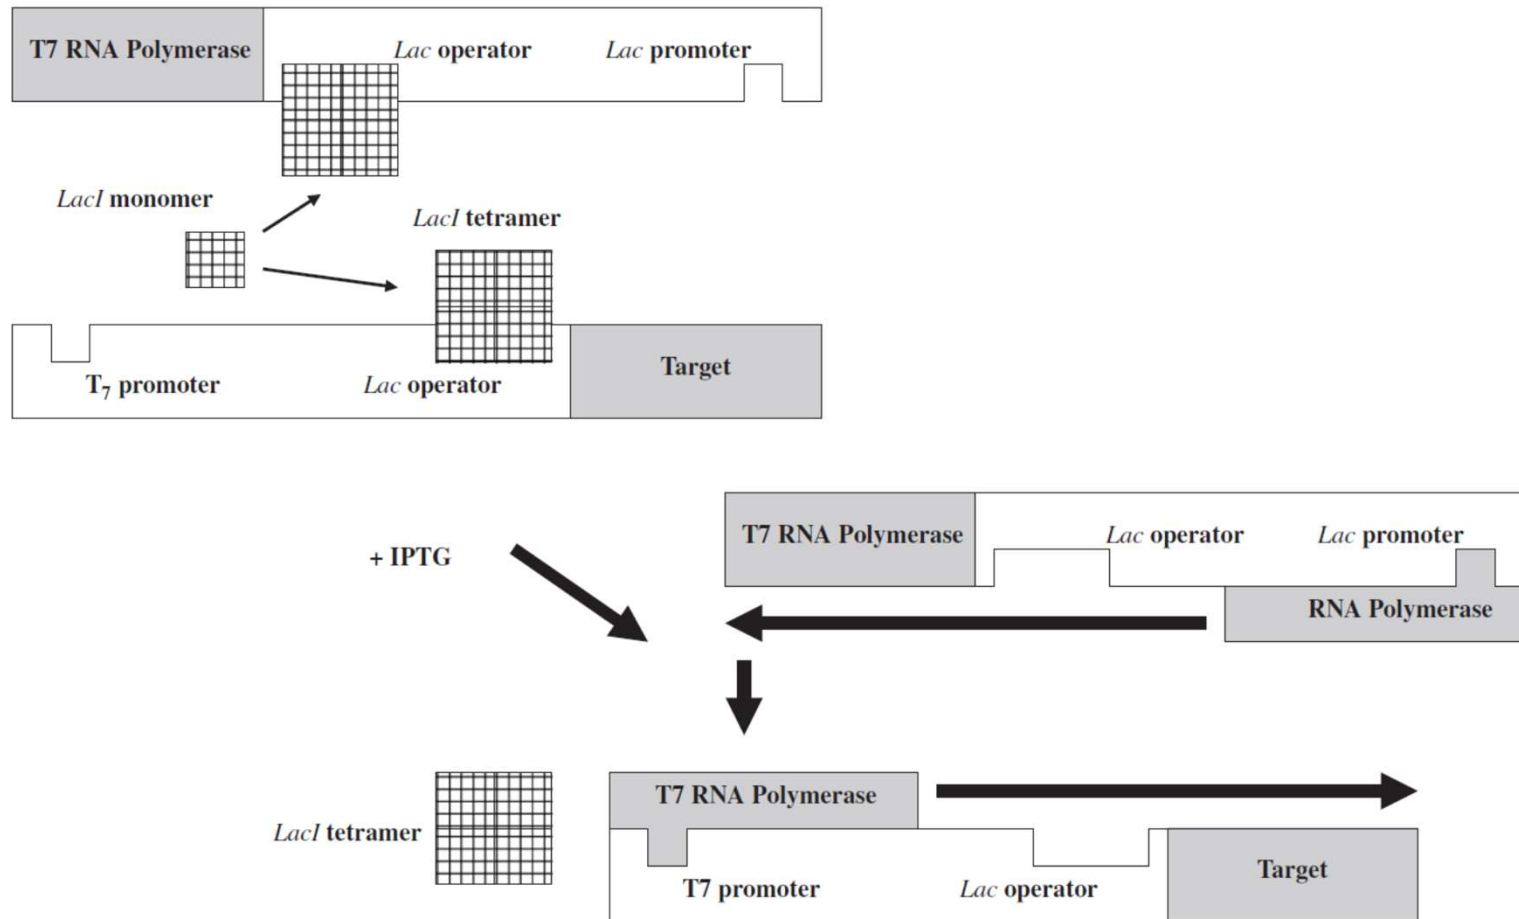 T7 RNA Polymerase
Lac operator
Lac promoter
LacI monomer
LacI tetramer
T7 promoter
Lac operator
Target
+ IPTG
T7 RNA Polymerase
Lac operator
Lac promoter
RNA Polymerase
T7 RNA Polymerase
LacI tetramer
T7 promoter
Lac operator
Target